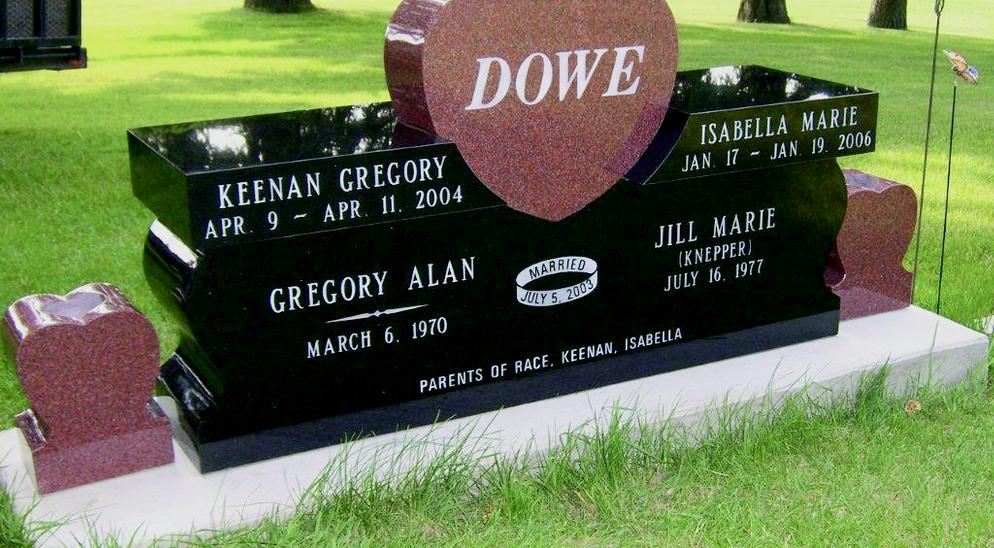 DOWE
KEENAN GREGORY
APR. 9 ~ APR. 11. 2004
ISABELLA MARIE
JAN. 17 ~ JAN. 19. 2006
GREGORY ALAN
MARCH 6. 1970
MARRIED
JULY 5. 2003
JILL MARIE
(KNEPPER)
JULY 16. 1977
PARENTS OF RACE, KEENAN, ISABELLA